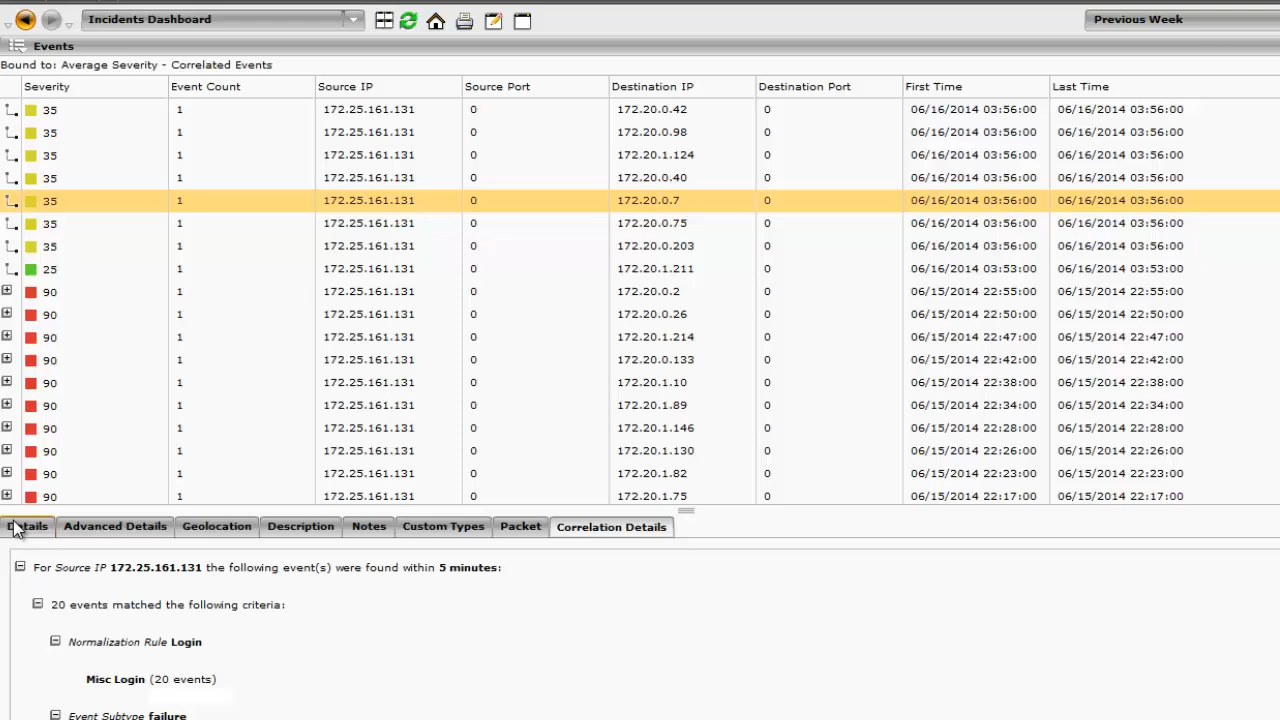 Incidents Dashboard Previous Week
Events
Bound to: Average Severity - Correlated Events
Severity Event Count Source IP Source Port Destination IP Destination Port First Time Last Time
35 1 172.25.161.131 0 172.20.0.42 0 06/16/2014 03:56:00 06/16/2014 03:56:00
35 1 172.25.161.131 0 172.20.0.98 0 06/16/2014 03:56:00 06/16/2014 03:56:00
35 1 172.25.161.131 0 172.20.1.124 0 06/16/2014 03:56:00 06/16/2014 03:56:00
35 1 172.25.161.131 0 172.20.0.40 0 06/16/2014 03:56:00 06/16/2014 03:56:00
35 1 172.25.161.131 0 172.20.0.7 0 06/16/2014 03:56:00 06/16/2014 03:56:00
35 1 172.25.161.131 0 172.20.0.75 0 06/16/2014 03:56:00 06/16/2014 03:56:00
35 1 172.25.161.131 0 172.20.0.203 0 06/16/2014 03:56:00 06/16/2014 03:56:00
25 1 172.25.161.131 0 172.20.1.211 0 06/16/2014 03:53:00 06/16/2014 03:53:00
90 1 172.25.161.131 0 172.20.0.2 0 06/15/2014 22:55:00 06/15/2014 22:55:00
90 1 172.25.161.131 0 172.20.0.26 0 06/15/2014 22:50:00 06/15/2014 22:50:00
90 1 172.25.161.131 0 172.20.1.214 0 06/15/2014 22:47:00 06/15/2014 22:47:00
90 1 172.25.161.131 0 172.20.0.133 0 06/15/2014 22:42:00 06/15/2014 22:42:00
90 1 172.25.161.131 0 172.20.1.10 0 06/15/2014 22:38:00 06/15/2014 22:38:00
90 1 172.25.161.131 0 172.20.1.89 0 06/15/2014 22:34:00 06/15/2014 22:34:00
90 1 172.25.161.131 0 172.20.1.146 0 06/15/2014 22:28:00 06/15/2014 22:28:00
90 1 172.25.161.131 0 172.20.1.130 0 06/15/2014 22:26:00 06/15/2014 22:26:00
90 1 172.25.161.131 0 172.20.1.82 0 06/15/2014 22:23:00 06/15/2014 22:23:00
90 1 172.25.161.131 0 172.20.1.75 0 06/15/2014 22:17:00 06/15/2014 22:17:00
Details Advanced Details Geolocation Description Notes Custom Types Packet Correlation Details
For Source IP 172.25.161.131 the following event(s) were found within 5 minutes:
20 events matched the following criteria:
Normalization Rule Login
Misc Login (20 events)
Event Subtype failure